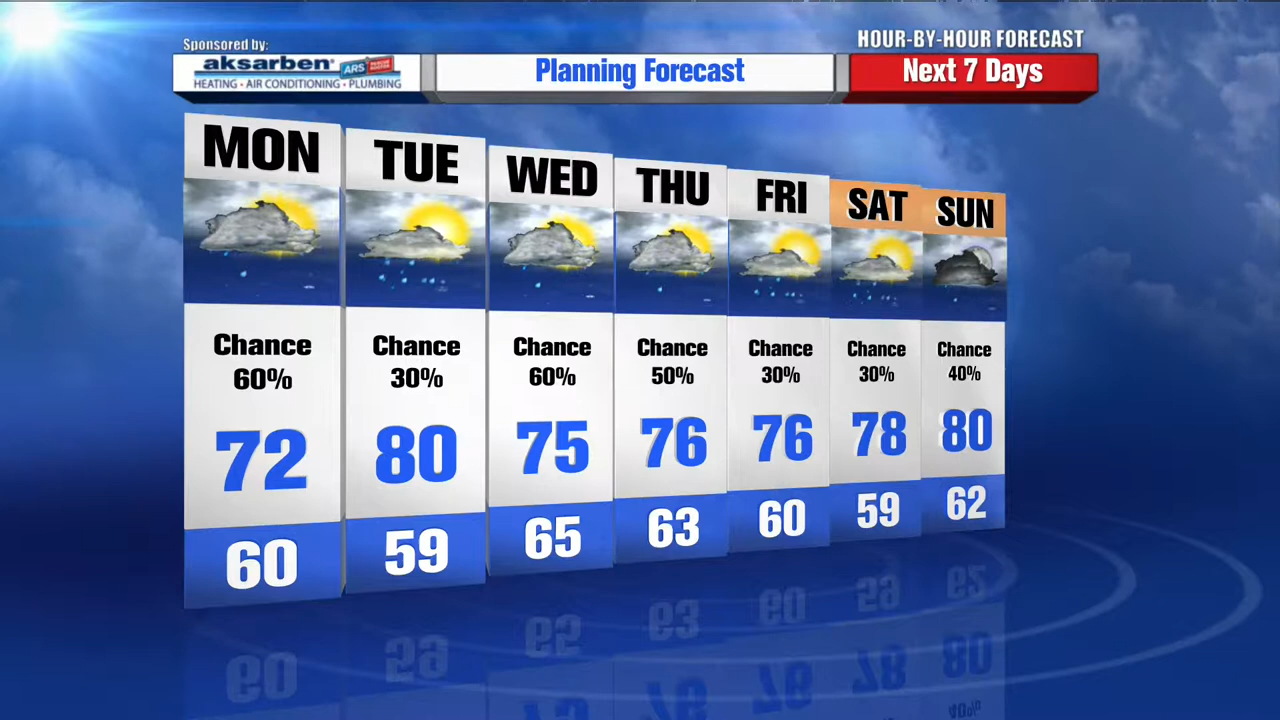 Sponsored by:
aksarben®
ARS RESCUE ROOTER
HEATING • AIR CONDITIONING • PLUMBING
Planning Forecast
HOUR-BY-HOUR FORECAST
Next 7 Days
MON
Chance
60%
72
60
TUE
Chance
30%
80
59
WED
Chance
60%
75
65
THU
Chance
50%
76
63
FRI
Chance
30%
76
60
SAT
Chance
30%
78
59
SUN
Chance
40%
80
62